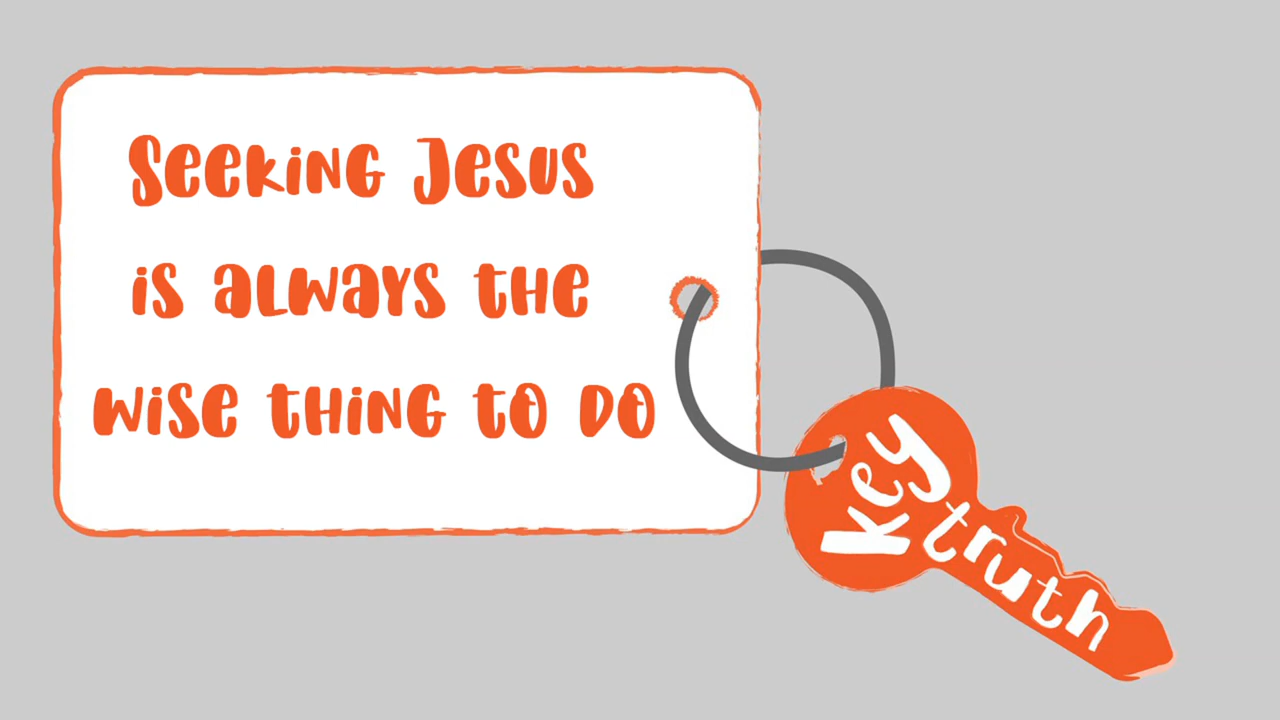 Seeking Jesus
is always the
wise thing to do
key
truth